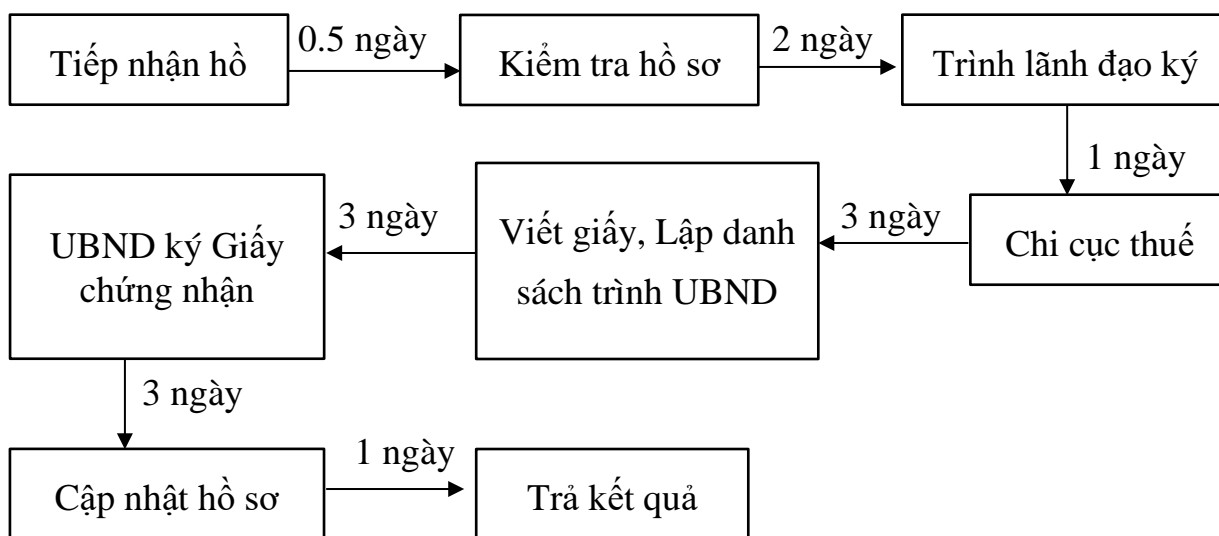 Tiếp nhận hồ
0.5 ngày
Kiểm tra hồ sơ
2 ngày
Trình lãnh đạo ký
1 ngày
Chi cục thuế
3 ngày
Viết giấy, Lập danh
sách trình UBND
3 ngày
UBND ký Giấy
chứng nhận
3 ngày
Cập nhật hồ sơ
1 ngày
Trả kết quả